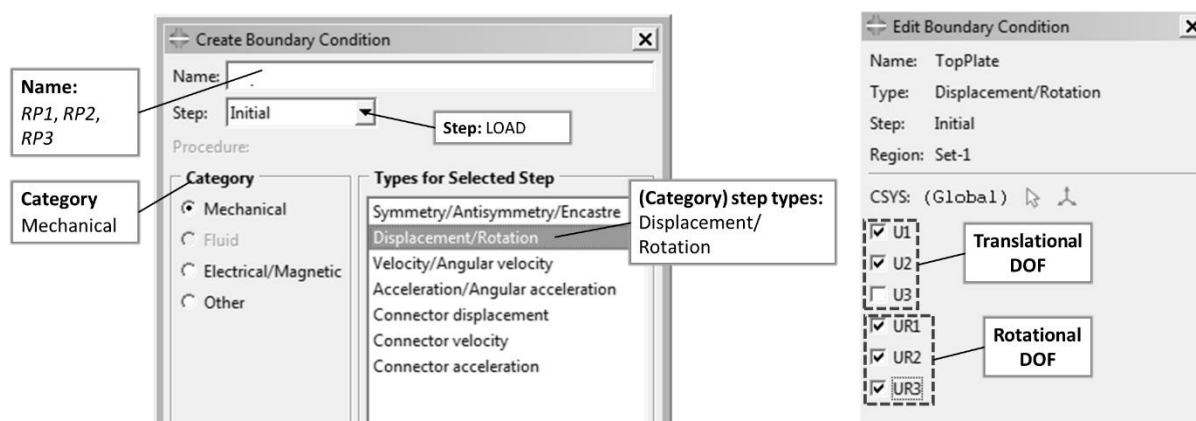 Create Boundary Condition
Name:
Step: Initial
Procedure:
Category
Mechanical
Fluid
Electrical/Magnetic
Other
Types for Selected Step
Symmetry/Antisymmetry/Encastre
Displacement/Rotation
Velocity/Angular velocity
Acceleration/Angular acceleration
Connector displacement
Connector velocity
Connector acceleration
Name:
RP1, RP2,
RP3
Category
Mechanical
Step: LOAD
(Category) step types:
Displacement/
Rotation
Edit Boundary Condition
Name: TopPlate
Type: Displacement/Rotation
Step: Initial
Region: Set-1
CSYS: (Global)
U1
U2
U3
UR1
UR2
UR3
Translational
DOF
Rotational
DOF